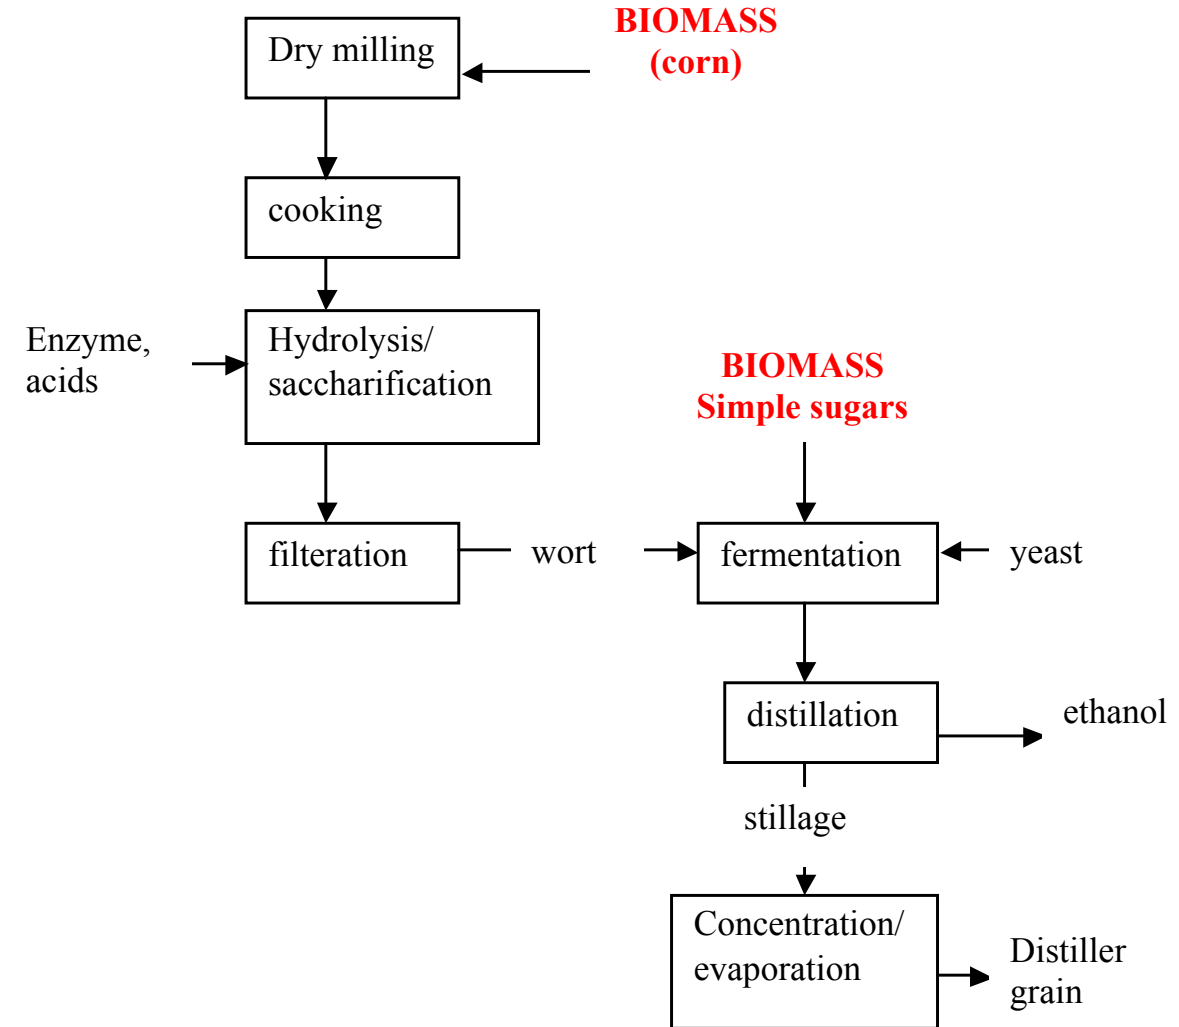 BIOMASS
(corn)
Dry milling
cooking
Enzyme,
acids
Hydrolysis/
saccharification
BIOMASS
Simple sugars
filteration
wort
fermentation
yeast
distillation
ethanol
stillage
Concentration/
evaporation
Distiller
grain